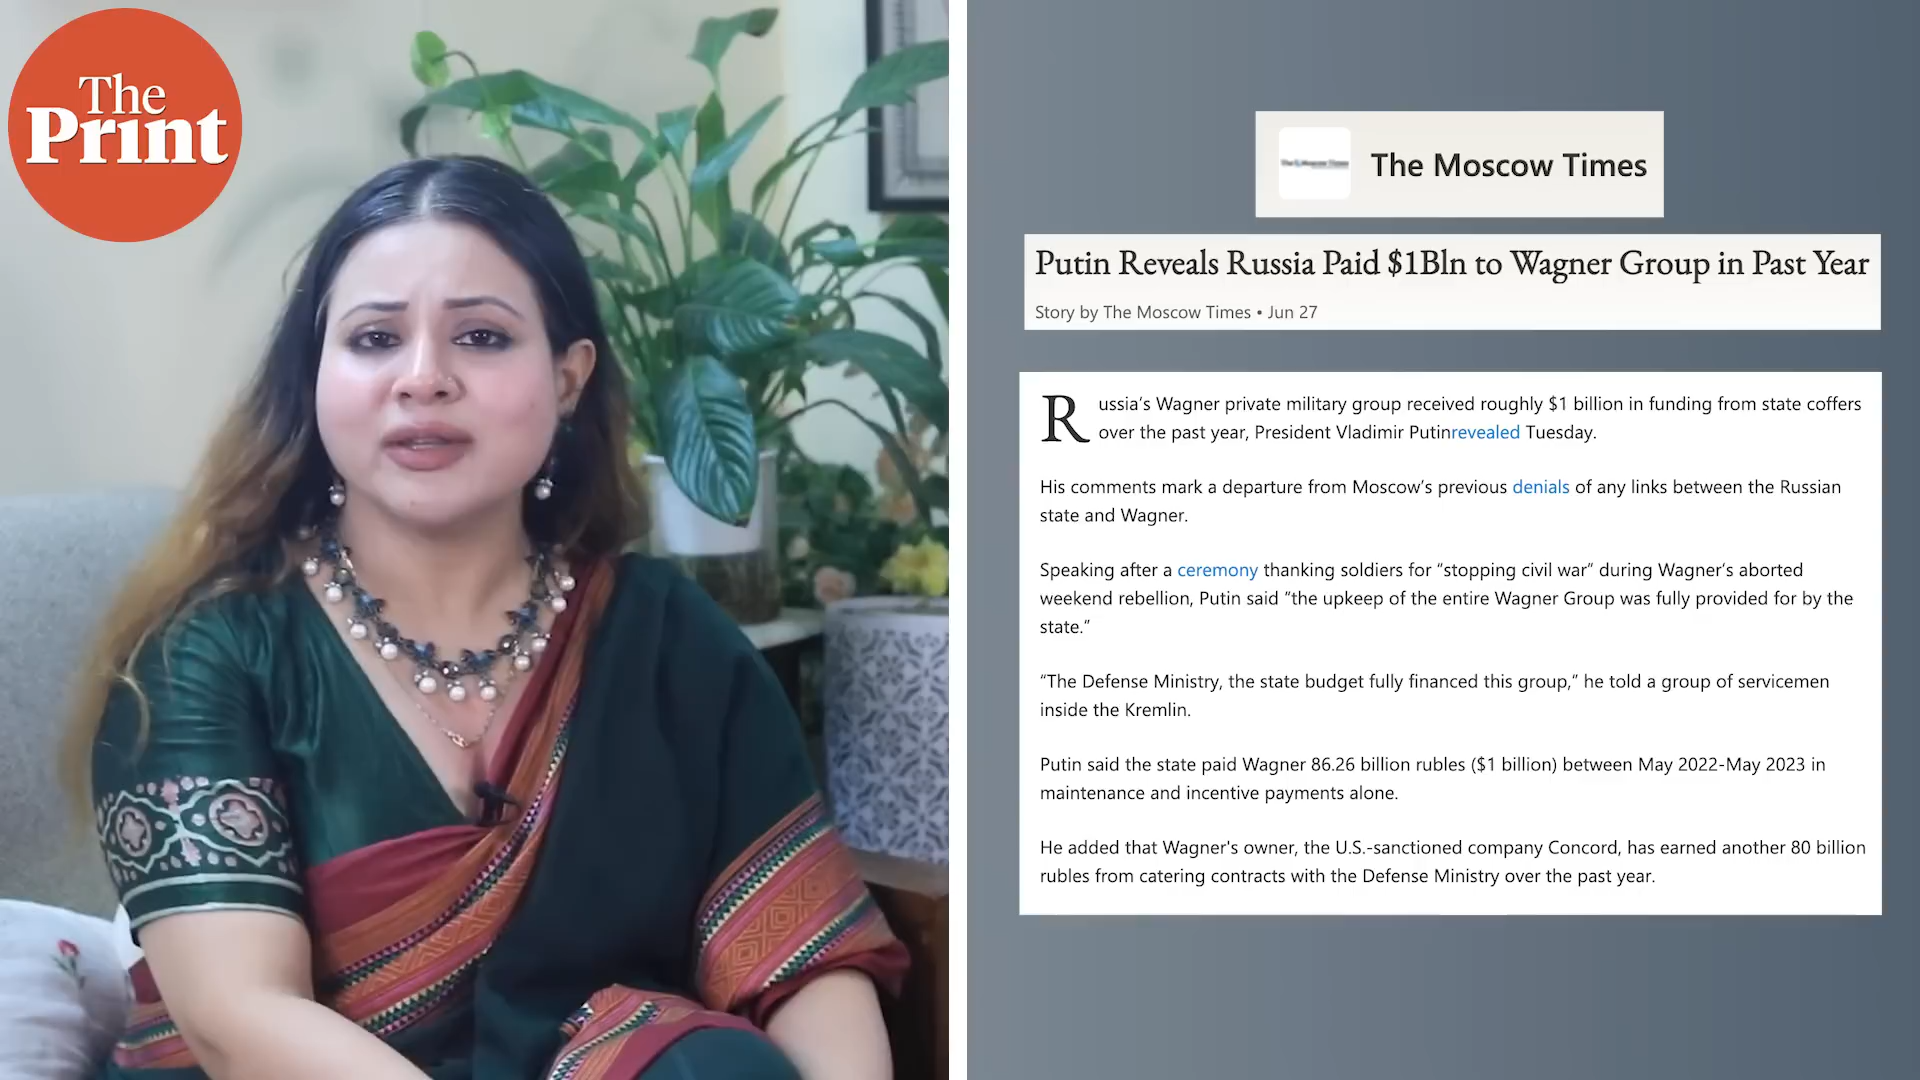 The
Print
The Moscow Times
The Moscow Times
Putin Reveals Russia Paid $1Bln to Wagner Group in Past Year
Story by The Moscow Times • Jun 27
Russia’s Wagner private military group received roughly $1 billion in funding from state coffers
over the past year, President Vladimir Putinrevealed Tuesday.
His comments mark a departure from Moscow’s previous denials of any links between the Russian
state and Wagner.
Speaking after a ceremony thanking soldiers for “stopping civil war” during Wagner’s aborted
weekend rebellion, Putin said “the upkeep of the entire Wagner Group was fully provided for by the
state.”
“The Defense Ministry, the state budget fully financed this group,” he told a group of servicemen
inside the Kremlin.
Putin said the state paid Wagner 86.26 billion rubles ($1 billion) between May 2022-May 2023 in
maintenance and incentive payments alone.
He added that Wagner's owner, the U.S.-sanctioned company Concord, has earned another 80 billion
rubles from catering contracts with the Defense Ministry over the past year.